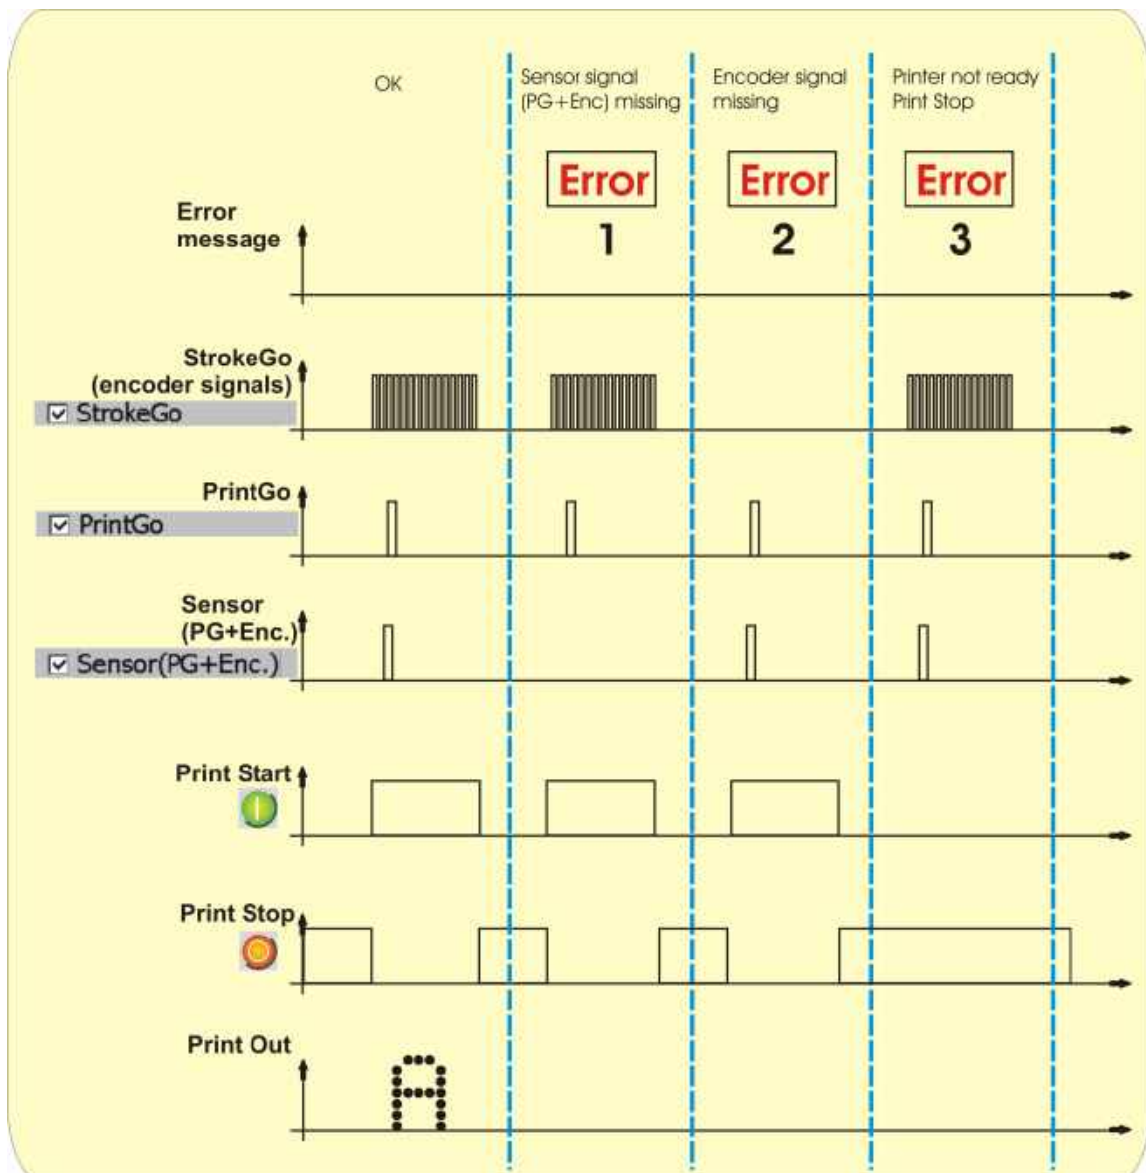 OK
Sensor signal
(PG+Enc) missing
Encoder signal
missing
Printer not ready
Print Stop
Error
1
Error
2
Error
3
Error
message
StrokeGo
(encoder signals)
StrokeGo
PrintGo
PrintGo
Sensor
(PG+Enc.)
Sensor(PG+Enc.)
Print Start
Print Stop
Print Out
A